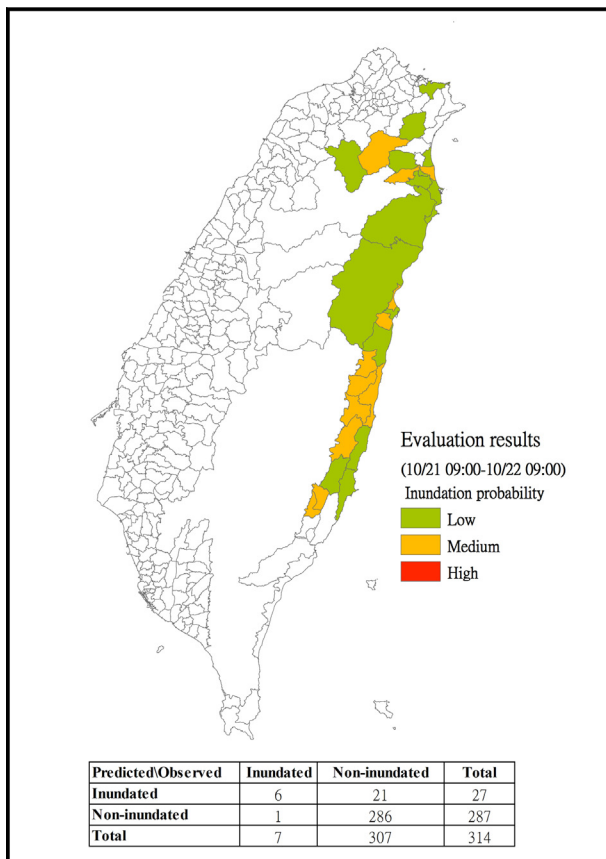 Evaluation results
(10/21 09:00-10/22 09:00)
Inundation probability
Low
Medium
High
Predicted\Observed Inundated Non-inundated Total
Inundated 6 21 27
Non-inundated 1 286 287
Total 7 307 314